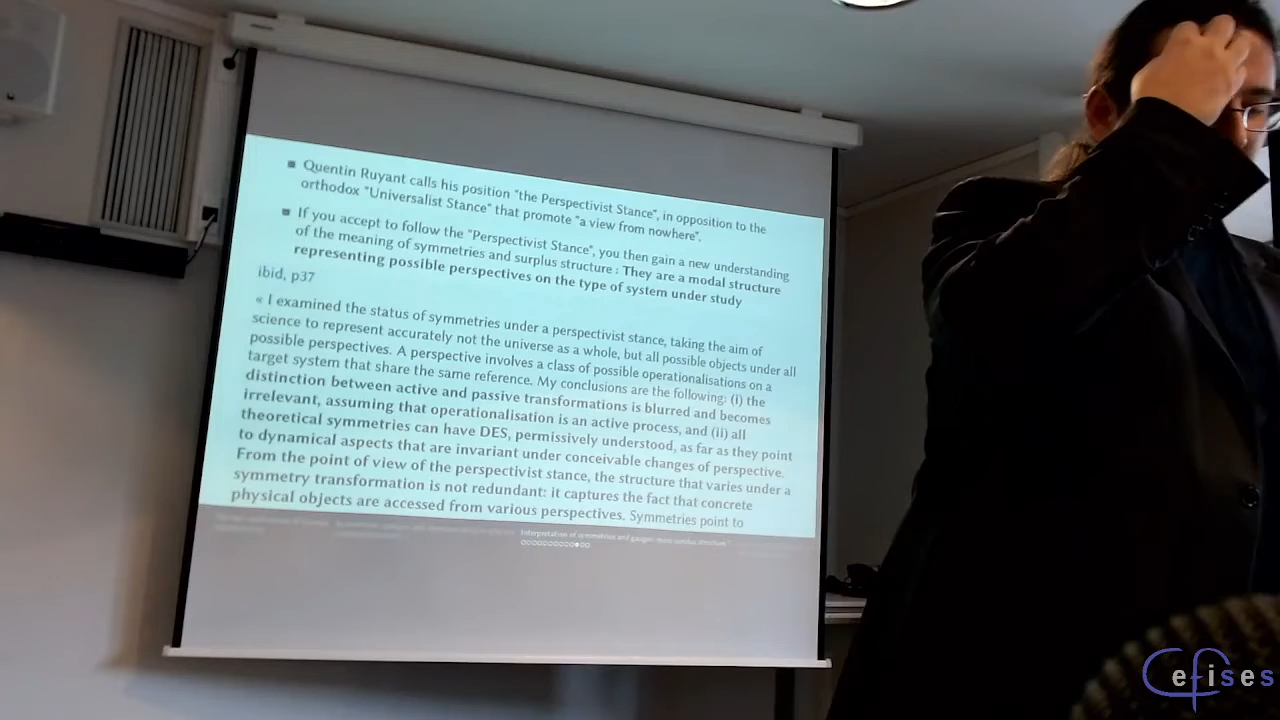 Quentin Ruyant calls his position "the Perspectivist Stance", in opposition to the
orthodox "Universalist Stance" that promote "a view from nowhere".
If you accept to follow the "Perspectivist Stance", you then gain a new understanding
of the meaning of symmetries and surplus structure : They are a modal structure
representing possible perspectives on the type of system under study
ibid, p37
« I examined the status of symmetries under a perspectivist stance, taking the aim of
science to represent accurately not the universe as a whole, but all possible objects under all
possible perspectives. A perspective involves a class of possible operationalisations on a
target system that share the same reference. My conclusions are the following: (i) the
distinction between active and passive transformations is blurred and becomes
irrelevant, assuming that operationalisation is an active process, and (ii) all
theoretical symmetries can have DES, permissively understood, as far as they point
to dynamical aspects that are invariant under conceivable changes of perspective.
From the point of view of the perspectivist stance, the structure that varies under a
symmetry transformation is not redundant: it captures the fact that concrete
physical objects are accessed from various perspectives. Symmetries point to
Interpretation of symmetries and gauge: more surplus structure
Cefises